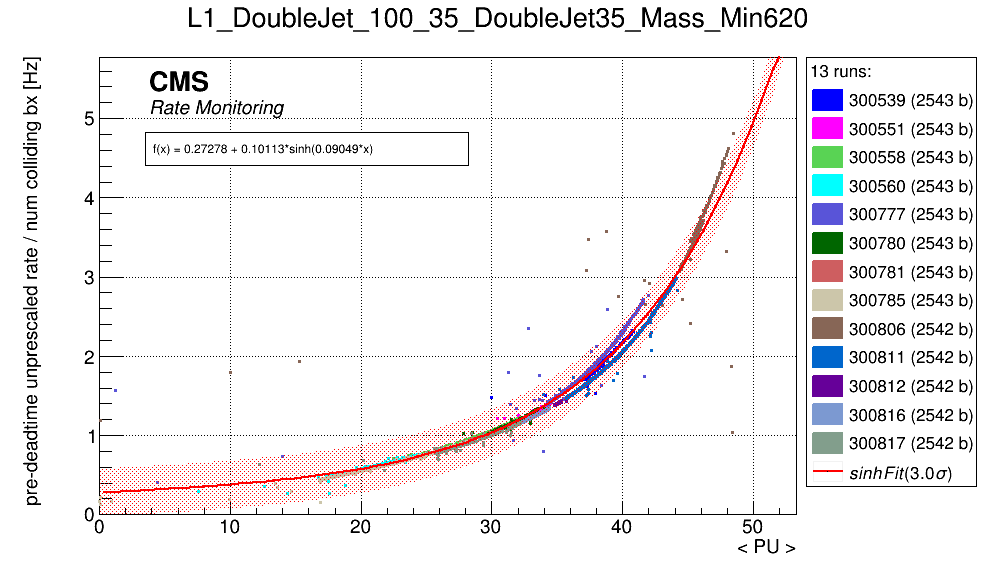 L1_DoubleJet_100_35_DoubleJet35_Mass_Min620
pre-deadtime unprescaled rate / num colliding bx [Hz]
CMS
Rate Monitoring
f(x) = 0.27278 + 0.10113*sinh(0.09049*x)
5
4
3
2
1
0
0 10 20 30 40 50
< PU >
13 runs:
300539 (2543 b)
300551 (2543 b)
300558 (2543 b)
300560 (2543 b)
300777 (2543 b)
300780 (2543 b)
300781 (2543 b)
300785 (2543 b)
300806 (2542 b)
300811 (2542 b)
300812 (2542 b)
300816 (2542 b)
300817 (2542 b)
sinhFit(3.0σ)